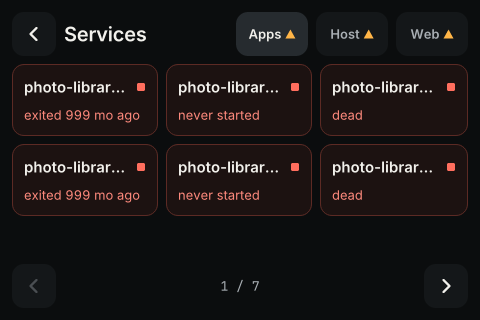 Services
Apps
Host
Web
photo-librar...
photo-librar...
photo-librar...
exited 999 mo ago
never started
dead
photo-librar...
photo-librar...
photo-librar...
exited 999 mo ago
never started
dead
1 / 7